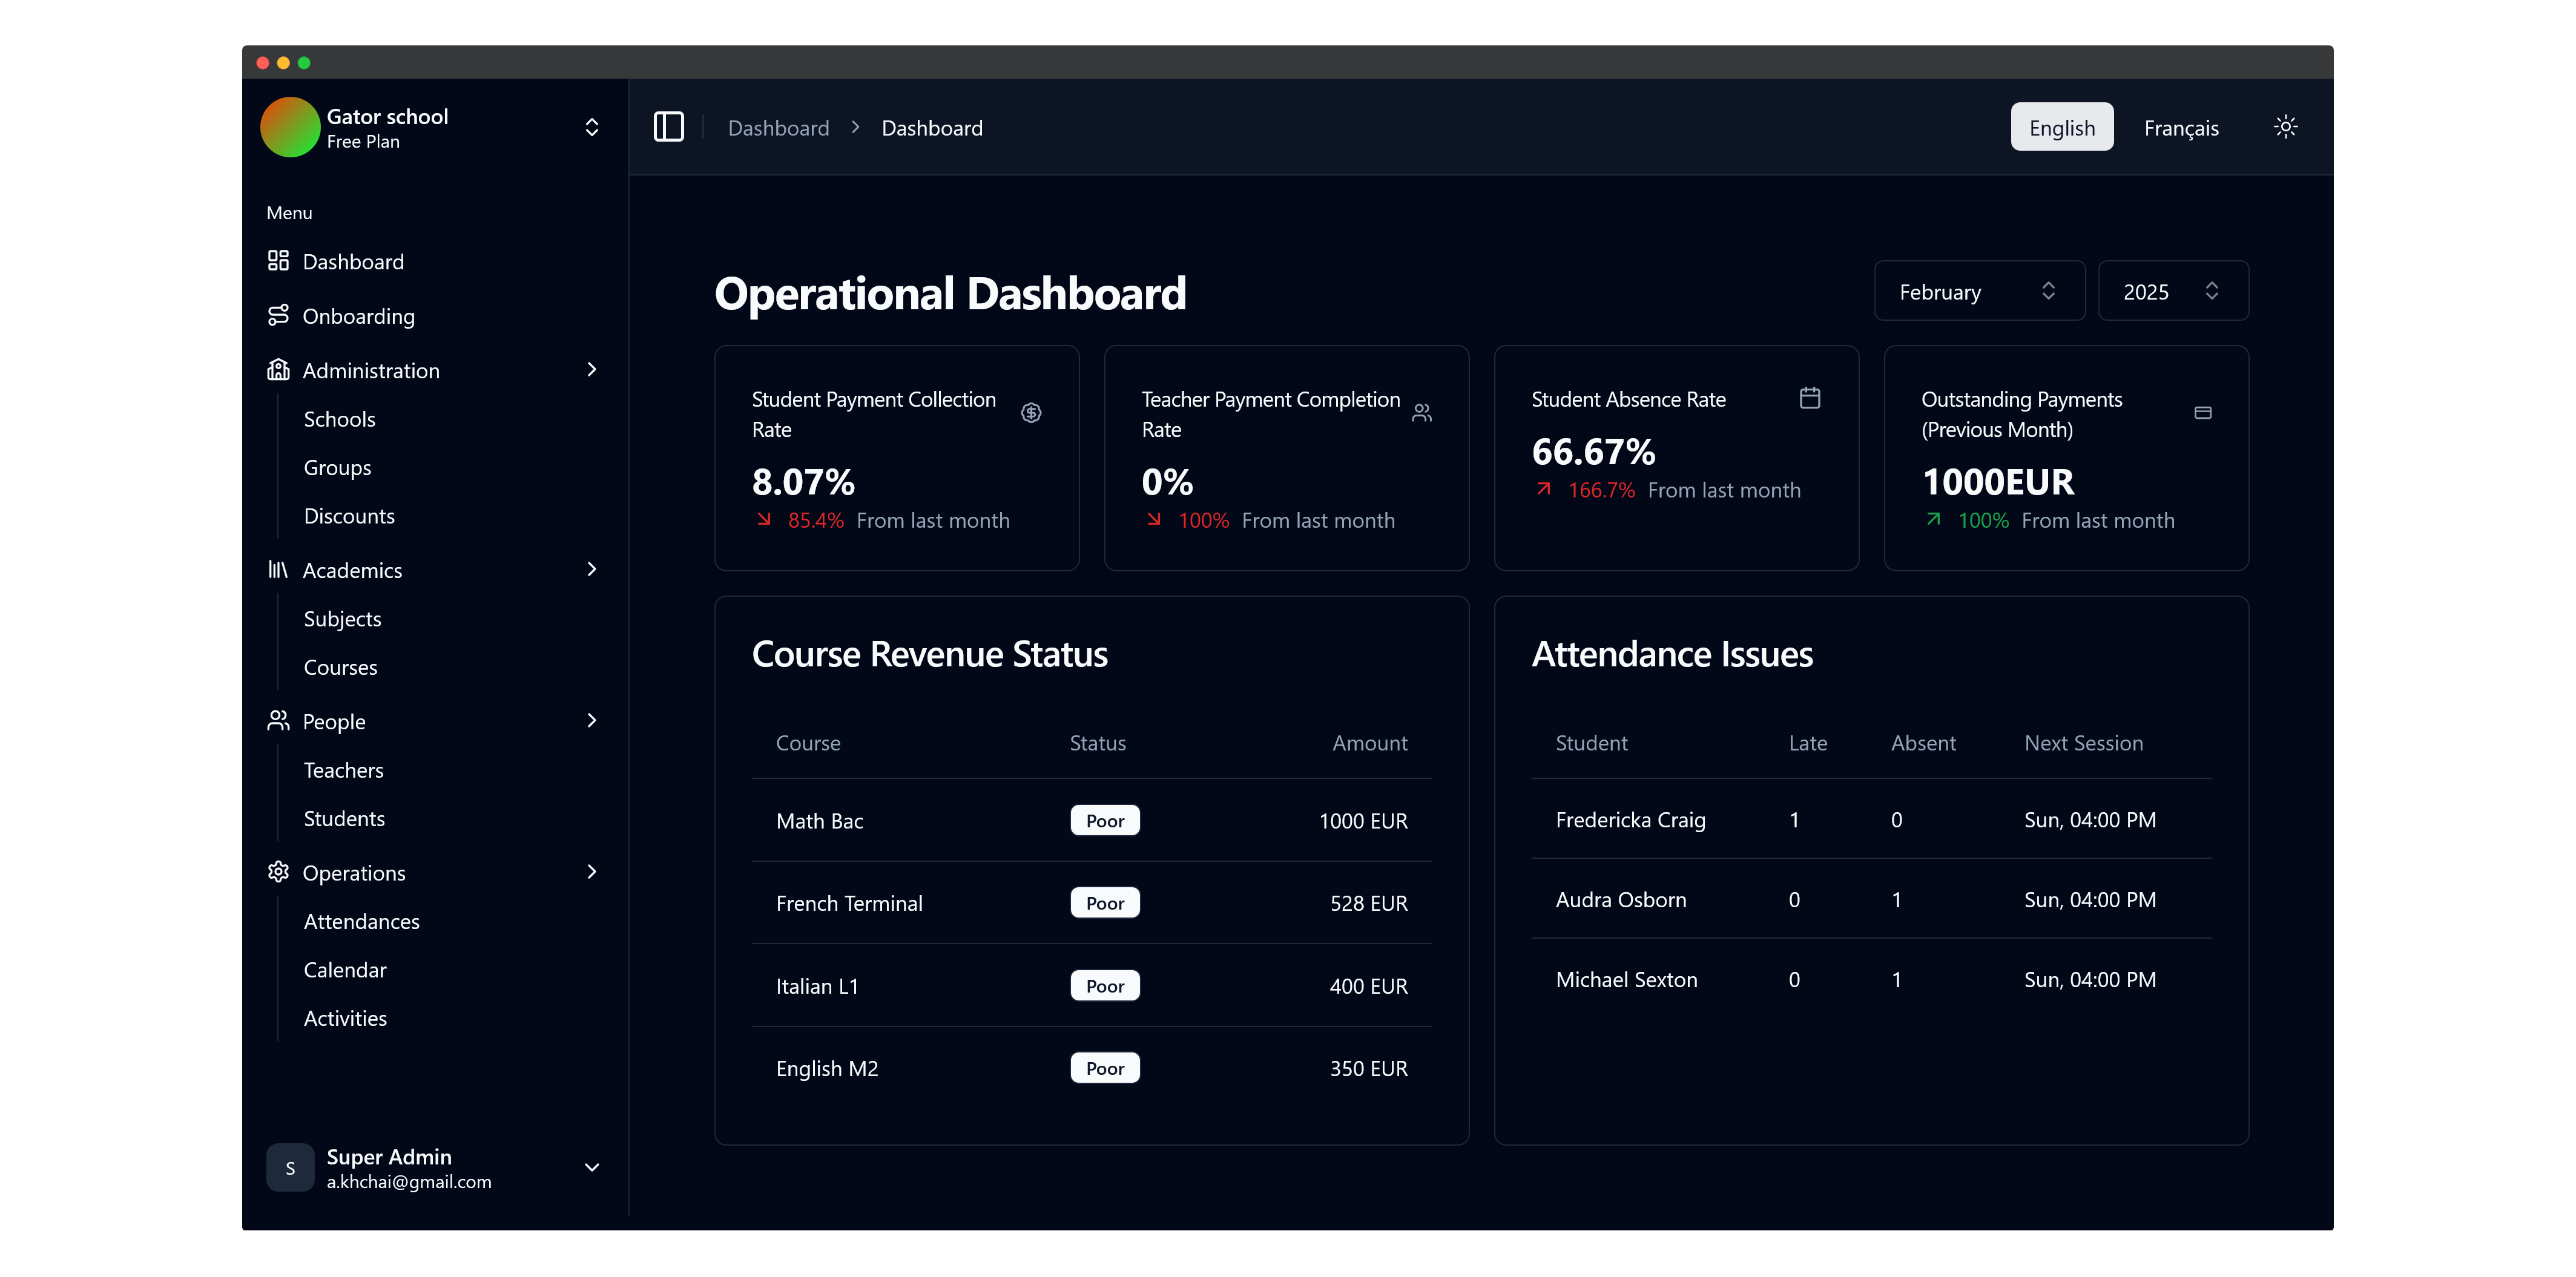 Gator school
Free Plan
Menu
Dashboard
Onboarding
Administration
Schools
Groups
Discounts
Academics
Subjects
Courses
People
Teachers
Students
Operations
Attendances
Calendar
Activities
S
Super Admin
a.khchai@gmail.com
Dashboard > Dashboard
English Français
Operational Dashboard
February 2025
Student Payment Collection
Rate
8.07%
85.4% From last month
Teacher Payment Completion
Rate
0%
100% From last month
Student Absence Rate
66.67%
166.7% From last month
Outstanding Payments
(Previous Month)
1000EUR
100% From last month
Course Revenue Status
Course Status Amount
Math Bac Poor 1000 EUR
French Terminal Poor 528 EUR
Italian L1 Poor 400 EUR
English M2 Poor 350 EUR
Attendance Issues
Student Late Absent Next Session
Fredericka Craig 1 0 Sun, 04:00 PM
Audra Osborn 0 1 Sun, 04:00 PM
Michael Sexton 0 1 Sun, 04:00 PM